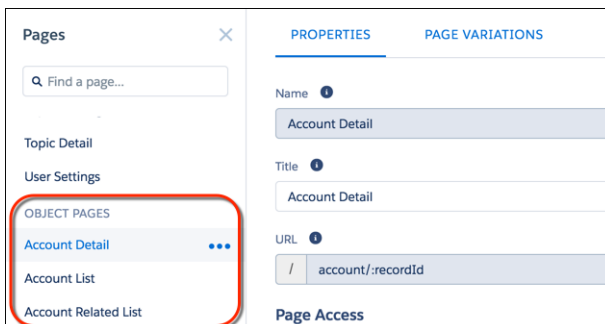 Pages
PROPERTIES
PAGE VARIATIONS
Find a page...
Topic Detail
User Settings
OBJECT PAGES
Account Detail
Account List
Account Related List
Name
Account Detail
Title
Account Detail
URL
/ account/:recordId
Page Access